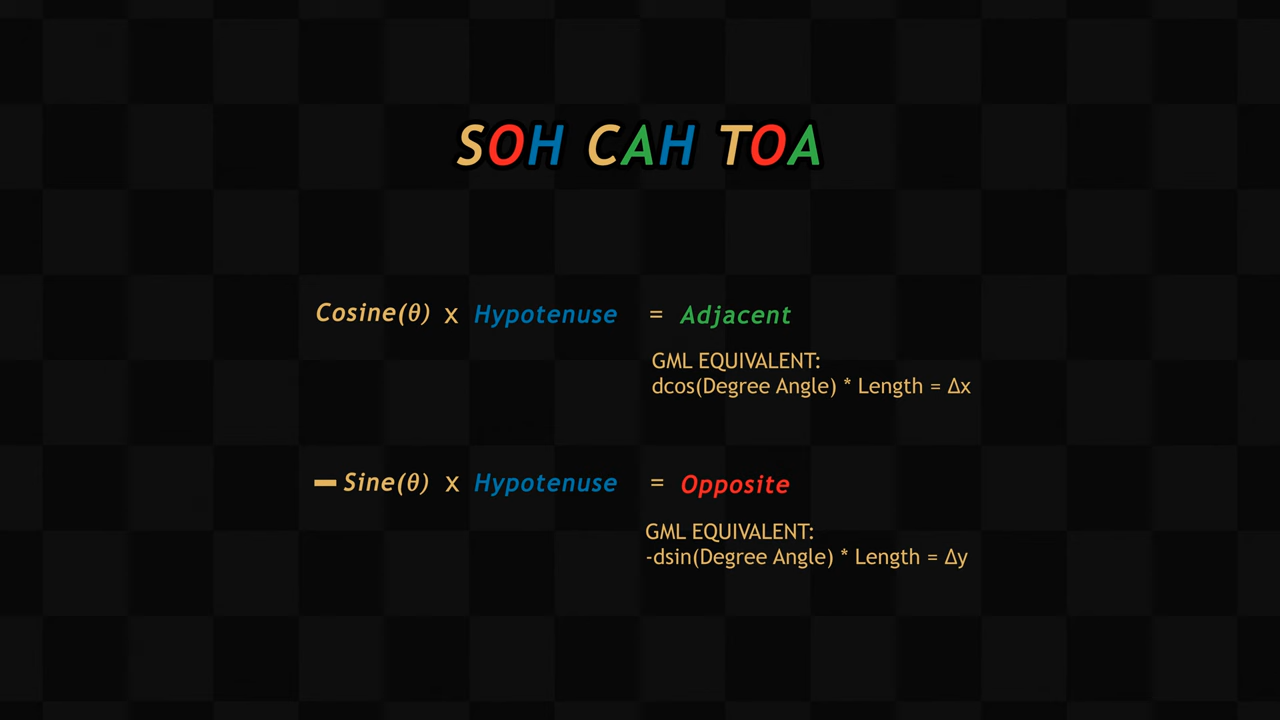 SOH CAH TOA
Cosine(θ) x Hypotenuse = Adjacent
GML EQUIVALENT:
dcos(Degree Angle) * Length = Δx
– Sine(θ) x Hypotenuse = Opposite
GML EQUIVALENT:
-dsin(Degree Angle) * Length = Δy